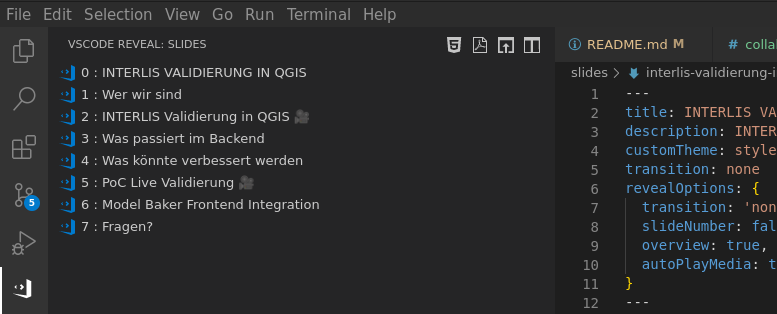 File Edit Selection View Go Run Terminal Help
VSCODE REVEAL: SLIDES
0 : INTERLIS VALIDIERUNG IN QGIS
1 : Wer wir sind
2 : INTERLIS Validierung in QGIS 🎥
3 : Was passiert im Backend
4 : Was könnte verbessert werden
5 : PoC Live Validierung 🎥
6 : Model Baker Frontend Integration
7 : Fragen?
5
README.md M
# colla
slides > interlis-validierung-i
1 ---
2 title: INTERLIS VA
3 description: INTER
4 customTheme: style
5 transition: none
6 revealOptions: {
7 transition: 'non
8 slideNumber: fal
9 overview: true,
10 autoPlayMedia: t
11 }
12 ---